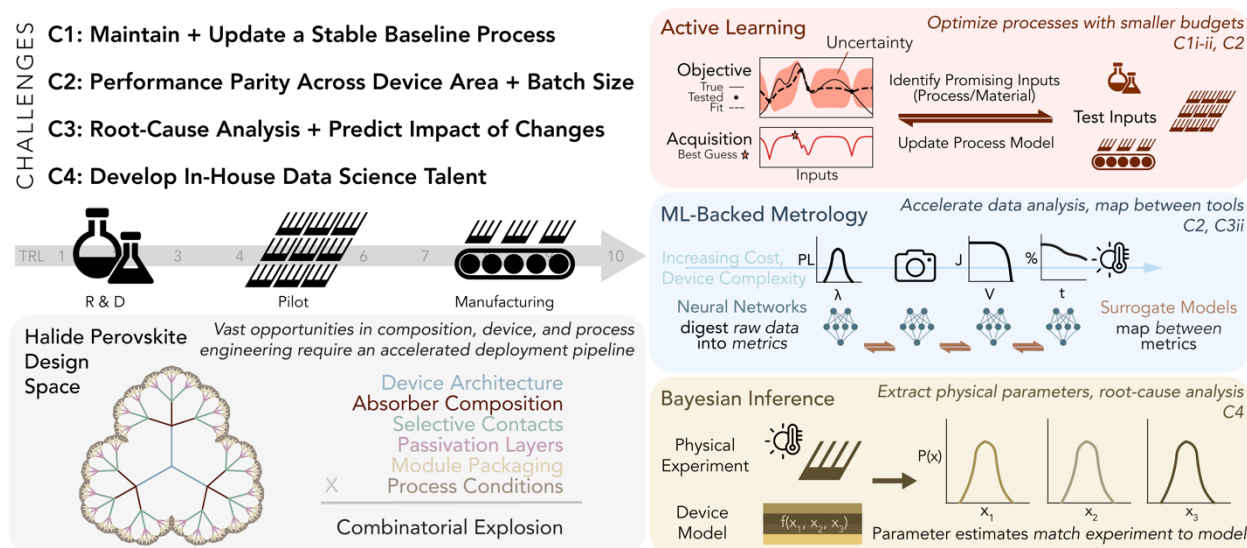 CHALLENGES
C1: Maintain + Update a Stable Baseline Process
C2: Performance Parity Across Device Area + Batch Size
C3: Root-Cause Analysis + Predict Impact of Changes
C4: Develop In-House Data Science Talent
TRL 1 3 4 6 7 10
R & D
Pilot
Manufacturing
Halide Perovskite
Design
Space
Vast opportunities in composition, device, and process
engineering require an accelerated deployment pipeline
Device Architecture
Absorber Composition
Selective Contacts
Passivation Layers
Module Packaging
X Process Conditions
Combinatorial Explosion
Active Learning
Optimize processes with smaller budgets
C1i-ii, C2
Uncertainty
Objective
True
Tested
Fit
Acquisition
Best Guess
Inputs
Identify Promising Inputs
(Process/Material)
Update Process Model
Test Inputs
ML-Backed Metrology
Accelerate data analysis, map between tools
C2, C3ii
Increasing Cost,
Device Complexity
PL
λ
J
V
%
t
Neural Networks
digest raw data
into metrics
Surrogate Models
map between
metrics
Bayesian Inference
Extract physical parameters, root-cause analysis
C4
Physical
Experiment
Device
Model
f(x₁, x₂, x₃)
P(x)
x₁
x₂
x₃
Parameter estimates match experiment to model